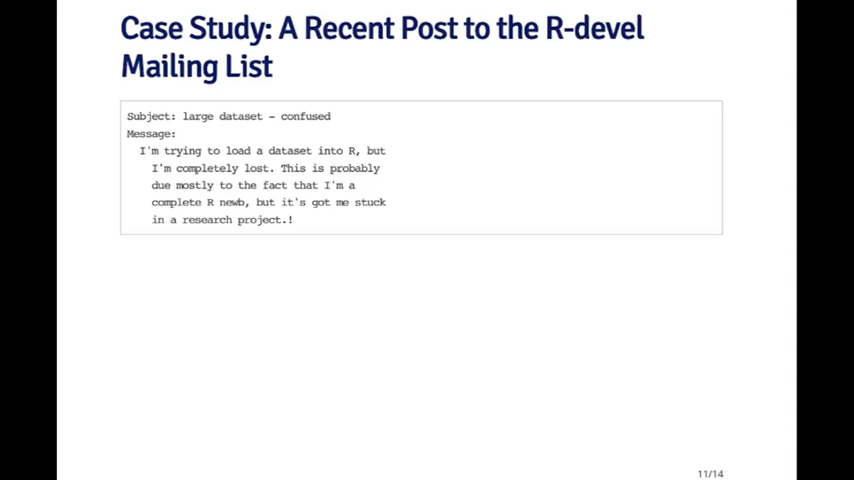 Case Study: A Recent Post to the R-devel
Mailing List
Subject: large dataset - confused
Message:
I'm trying to load a dataset into R, but
I'm completely lost. This is probably
due mostly to the fact that I'm a
complete R newb, but it's got me stuck
in a research project.!
11/14